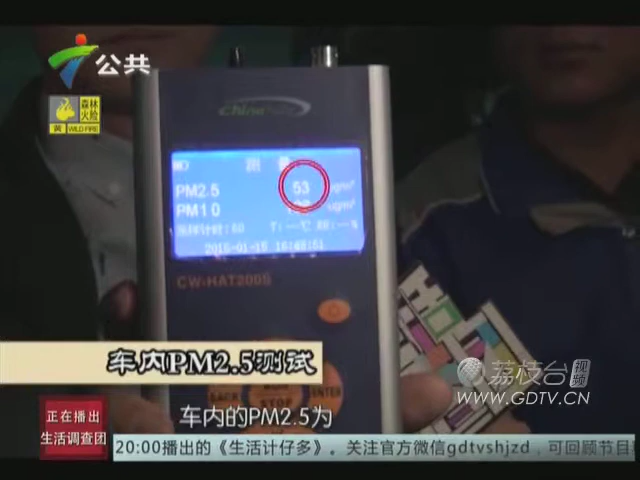 公共
森林
火险
黄 WILD FIRE
PM2.5 53 ug/m³
PM10
2015-01-15 16:49:51
CW-HAT200S
BACK
STOP
ENTER
车内PM2.5测试
荔枝台 视频
WWW.GDTV.CN
车内的PM2.5为
正在播出
生活调查团
20:00播出的《生活计仔多》。关注官方微信gdtvshjzd，可回顾节目